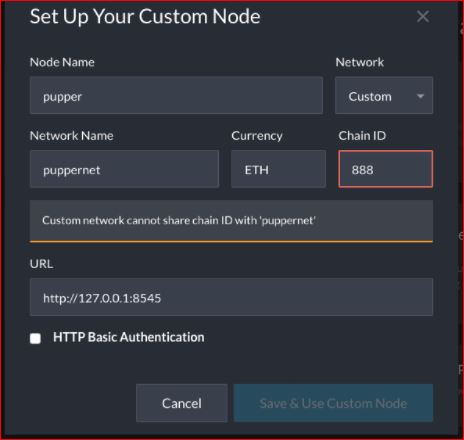 Set Up Your Custom Node
Node Name Network
pupper Custom
Network Name Currency Chain ID
puppernet ETH 888
Custom network cannot share chain ID with 'puppernet'
URL
http://127.0.0.1:8545
HTTP Basic Authentication
Cancel Save & Use Custom Node